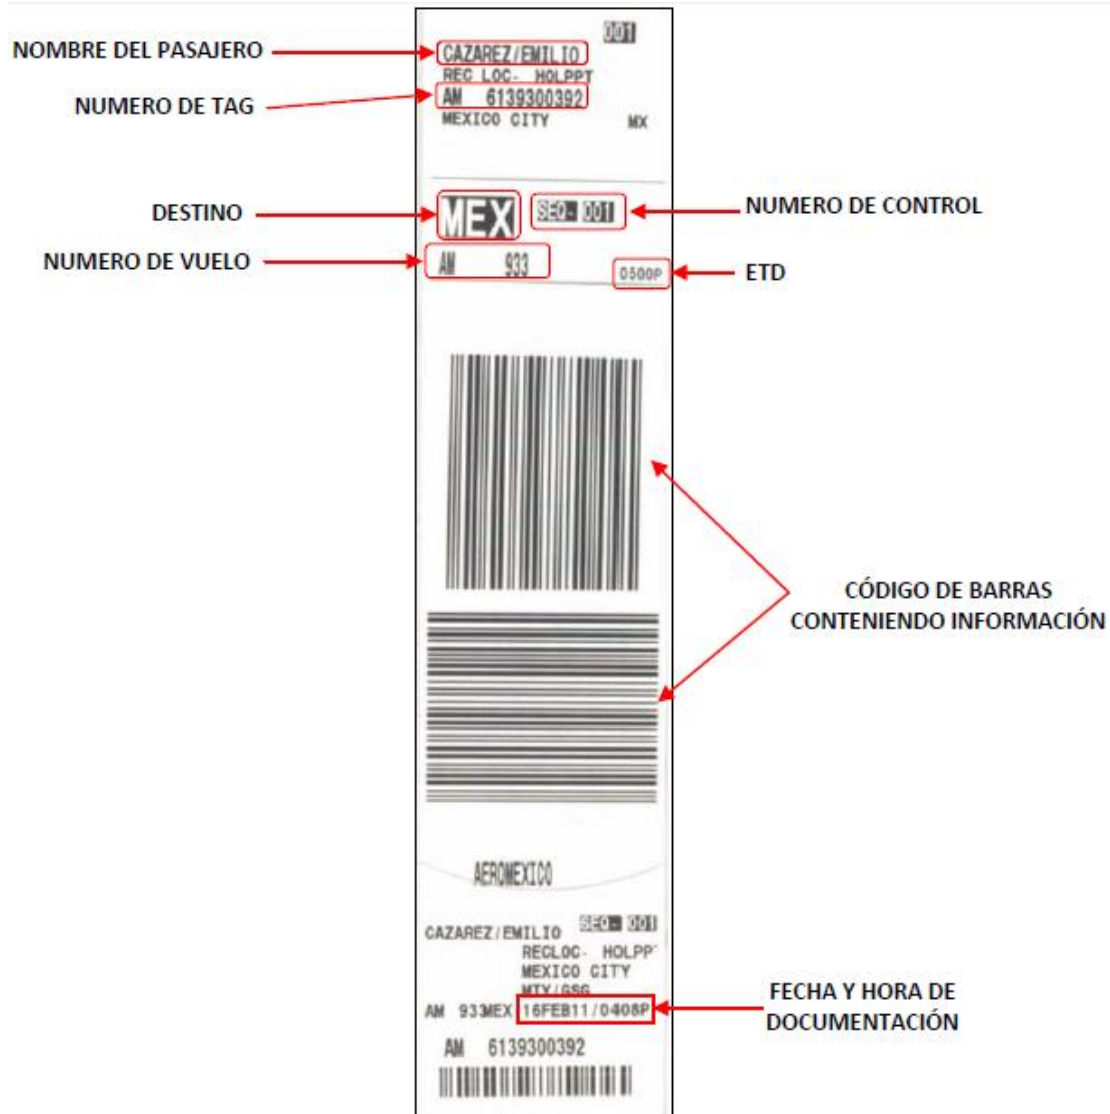 001
NOMBRE DEL PASAJERO
CAZAREZ/EMILIO
REC LOC- HOLPPT
NUMERO DE TAG
AM 6139300392
MEXICO CITY MX
DESTINO
MEX
SEQ- 001
NUMERO DE CONTROL
NUMERO DE VUELO
AM 933
0500P
ETD
CÓDIGO DE BARRAS
CONTENIENDO INFORMACIÓN
AEROMEXICO
CAZAREZ/EMILIO SEQ- 001
RECLOC- HOLPP
MEXICO CITY
MTY/GSG
AM 933MEX 16FEB11/0408P
FECHA Y HORA DE
DOCUMENTACIÓN
AM 6139300392